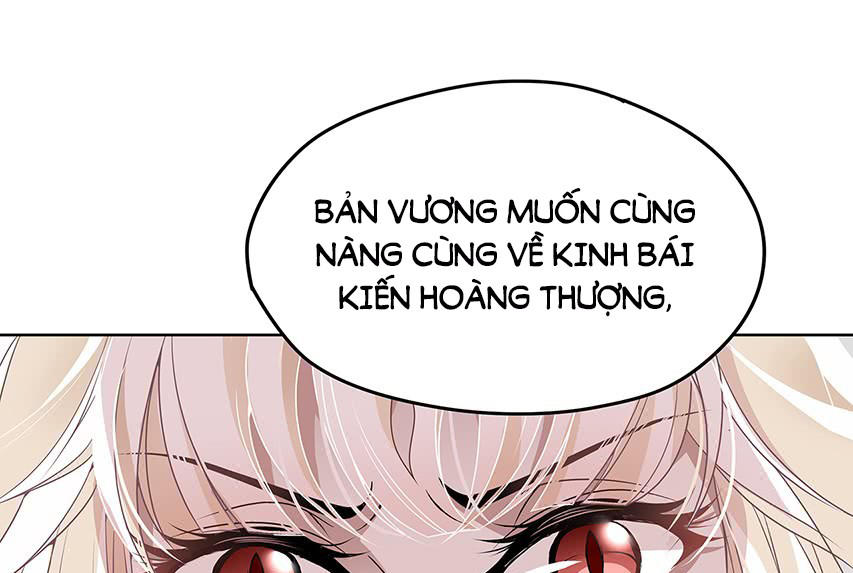 BẢN VƯƠNG MUỐN CÙNG
NÀNG CÙNG VỀ KINH BÁI
KIẾN HOÀNG THƯỢNG,